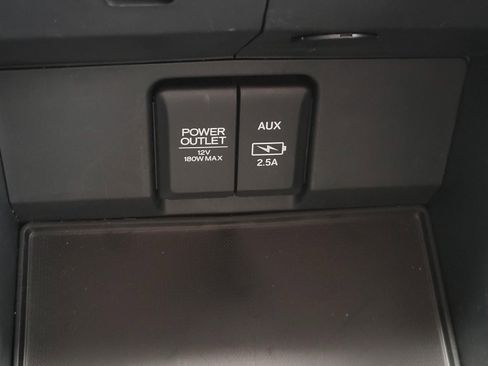 POWER
OUTLET
12V
180W MAX
AUX
2.5A